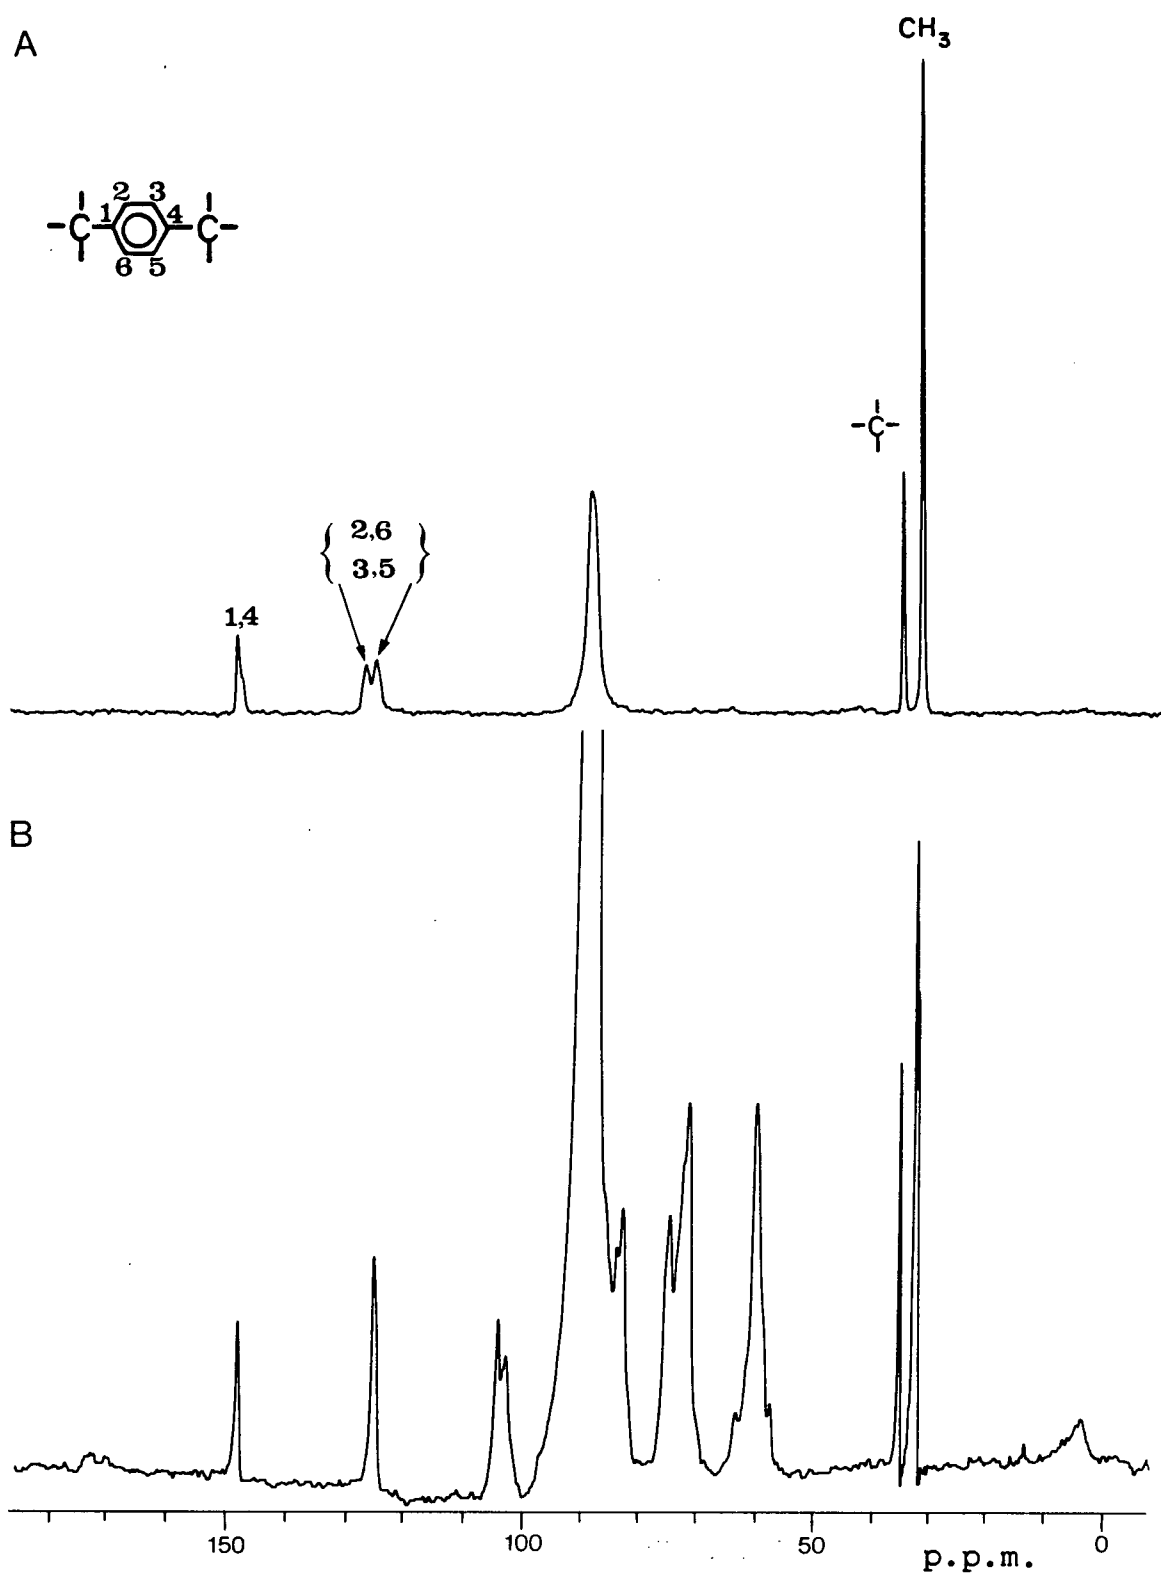 A
CH3
2 3
-C- 1 4 -C-
6 5
-C-
{ 2,6 }
{ 3,5 }
1,4
B
150 100 50 0
p.p.m.